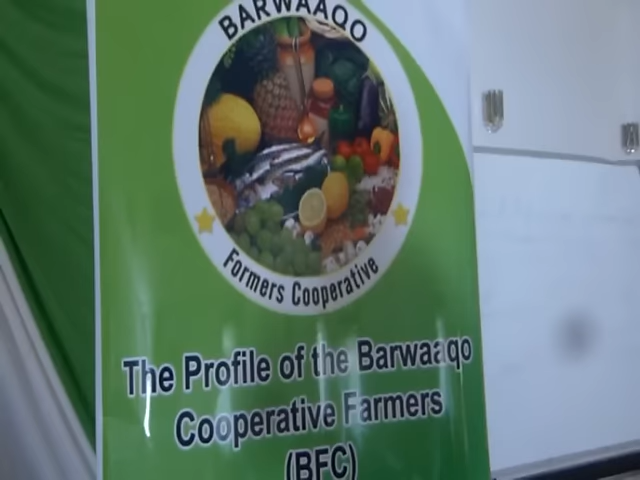 BARWAAQO
Formers Cooperative
The Profile of the Barwaaqo
Cooperative Farmers
(BFC)